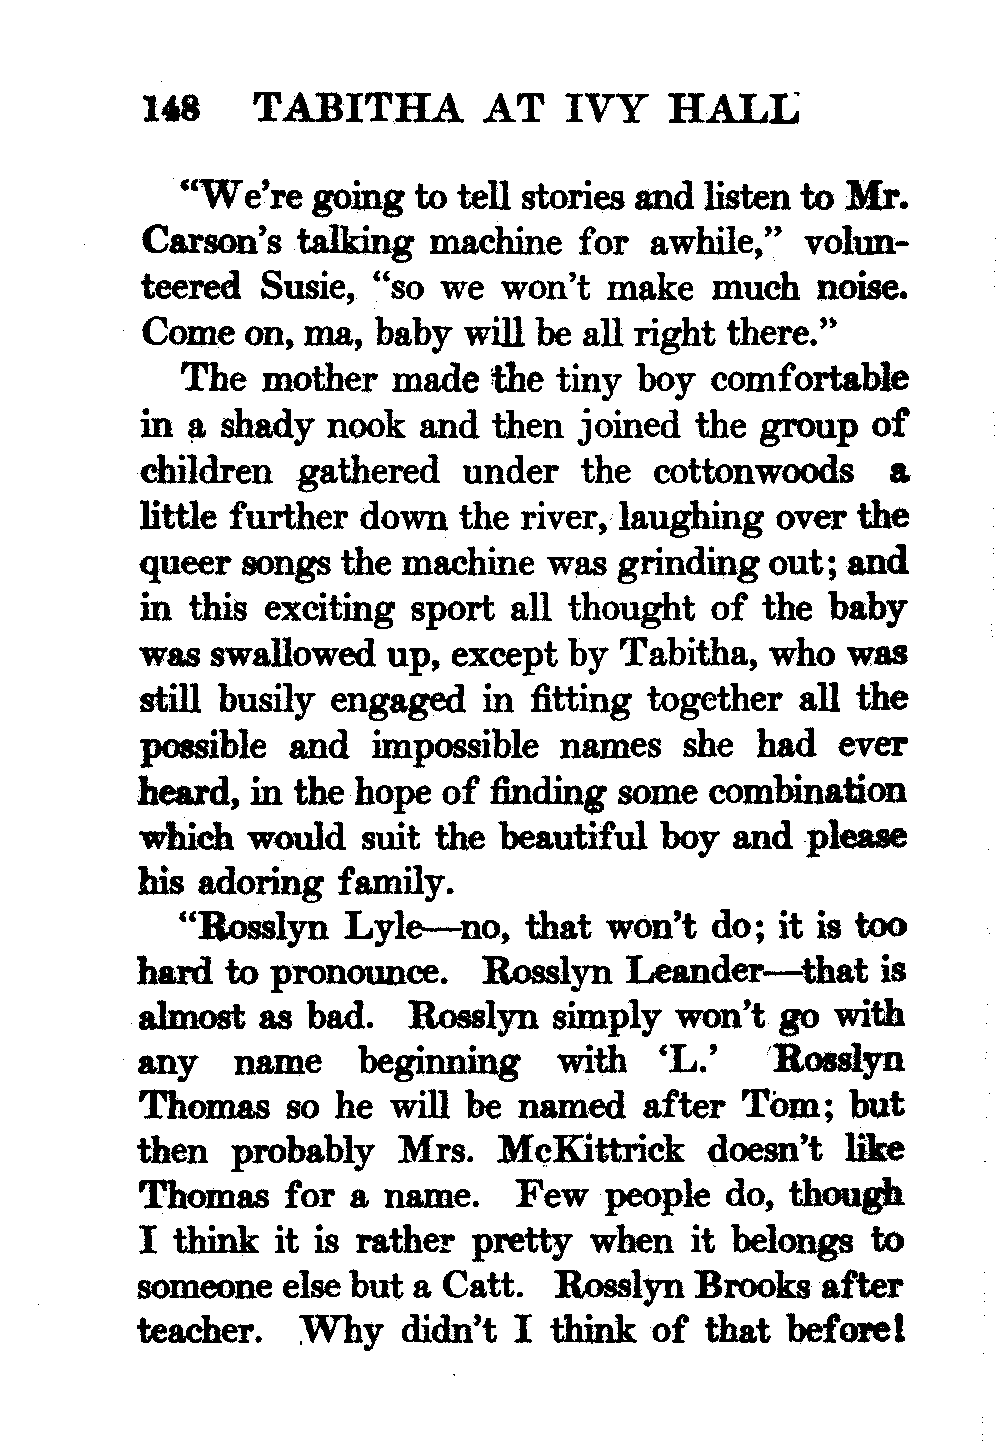 148 TABITHA AT IVY HALL
“We’re going to tell stories and listen to Mr.
Carson’s talking machine for awhile,” volun-
teered Susie, “so we won’t make much noise.
Come on, ma, baby will be all right there.”
The mother made the tiny boy comfortable
in a shady nook and then joined the group of
children gathered under the cottonwoods a
little further down the river, laughing over the
queer songs the machine was grinding out; and
in this exciting sport all thought of the baby
was swallowed up, except by Tabitha, who was
still busily engaged in fitting together all the
possible and impossible names she had ever
heard, in the hope of finding some combination
which would suit the beautiful boy and please
his adoring family.
“Rosslyn Lyle—no, that won’t do; it is too
hard to pronounce. Rosslyn Leander—that is
almost as bad. Rosslyn simply won’t go with
any name beginning with ‘L.’ Rosslyn
Thomas so he will be named after Tom; but
then probably Mrs. McKittrick doesn’t like
Thomas for a name. Few people do, though
I think it is rather pretty when it belongs to
someone else but a Catt. Rosslyn Brooks after
teacher. Why didn’t I think of that before!